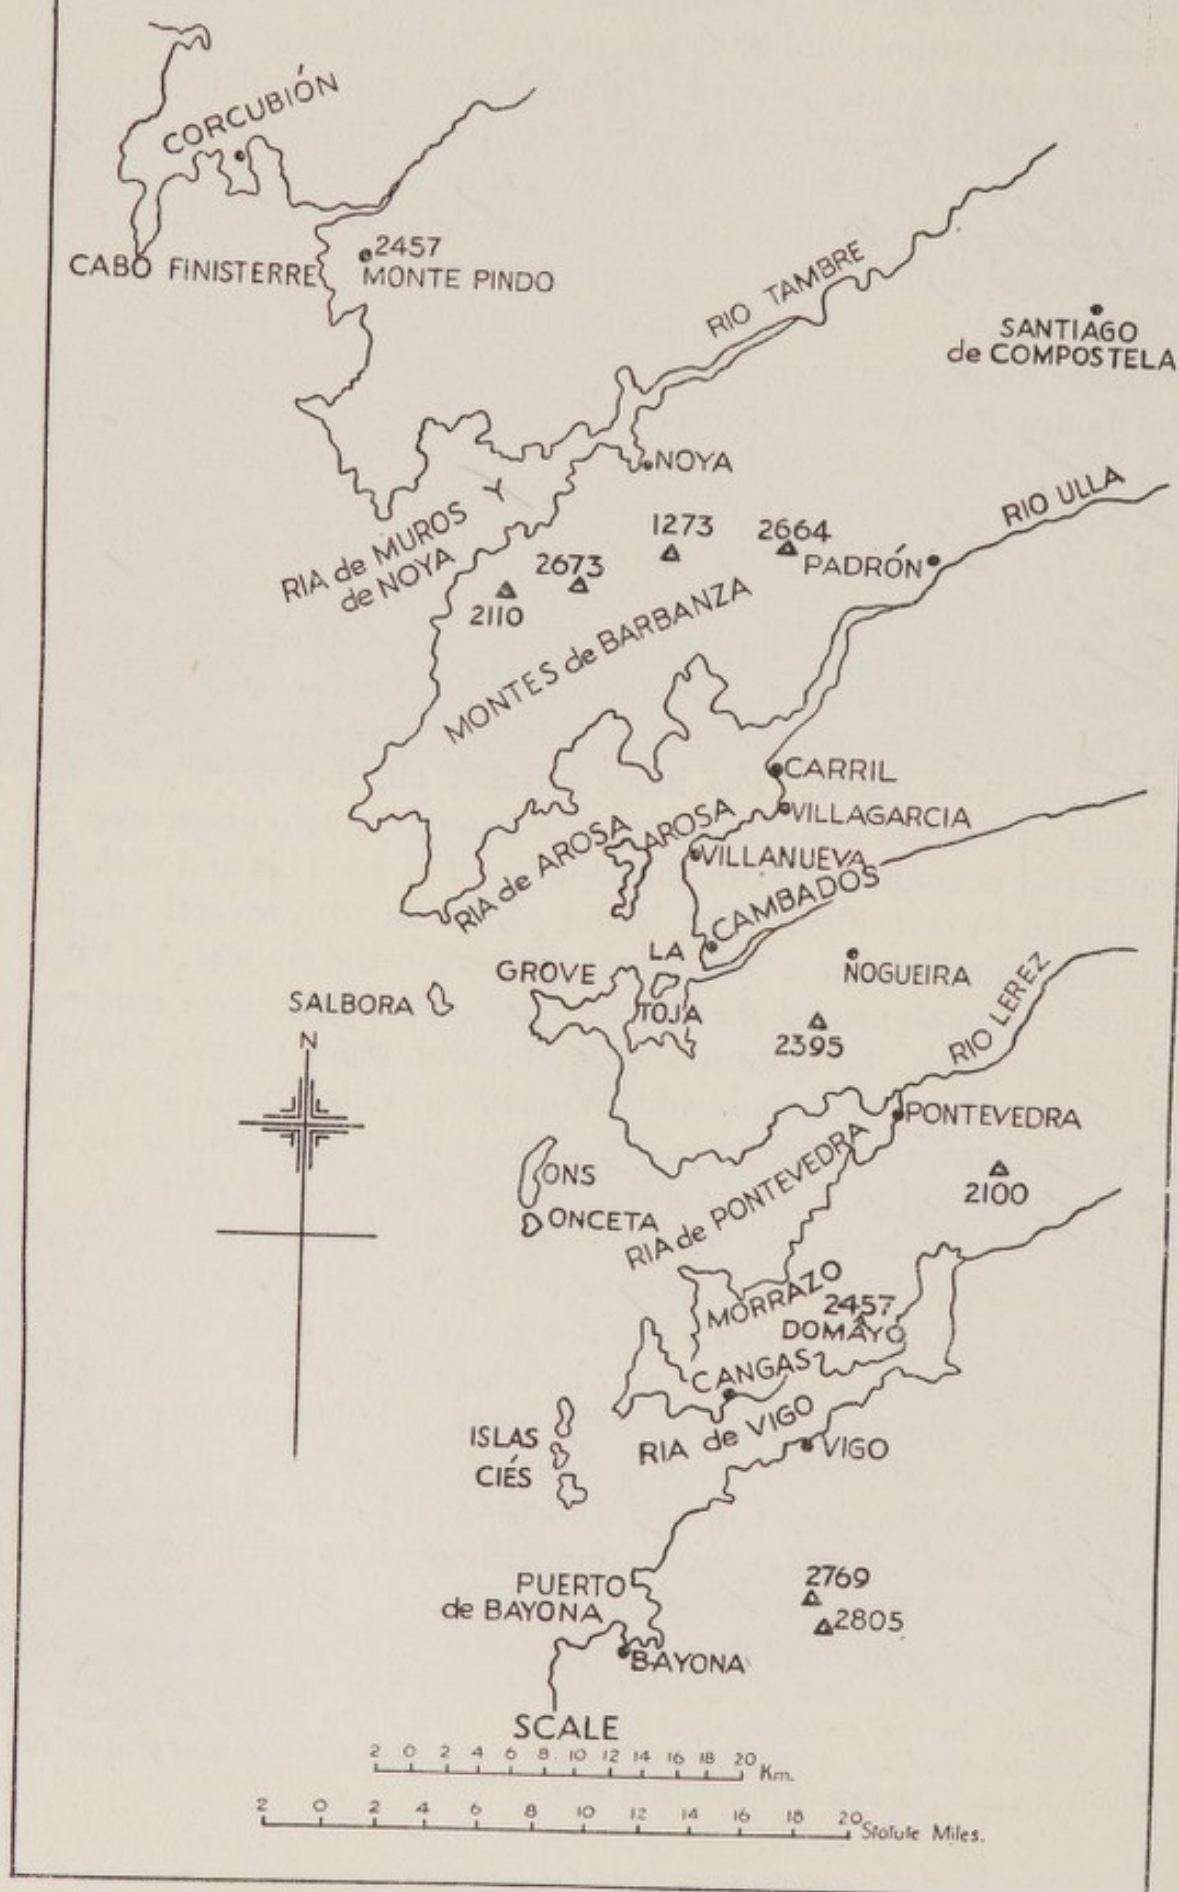 CORCUBIÓN
2457
CABO FINISTERRE
MONTE PINDO
RIO TAMBRE
SANTIAGO
de COMPOSTELA
NOYA
RIO ULLA
RIA de MUROS Y
de NOYA
1273
2664
2673
PADRÓN
2110
MONTES de BARBANZA
CARRIL
VILLAGARCIA
RIA de AROSA
AROSA
VILLANUEVA
CAMBADOS
LA
TOJA
GROVE
NOGUEIRA
SALBORA
N
2395
RIO LEREZ
PONTEVEDRA
ONS
2100
ONCETA
RIA de PONTEVEDRA
MORRAZO
2457
DOMAYO
CANGAS
ISLAS
CIÉS
RIA de VIGO
VIGO
PUERTO
de BAYONA
2769
2805
BAYONA
SCALE
2 0 2 4 6 8 10 12 14 16 18 20 Km.
2 0 2 4 6 8 10 12 14 16 18 20 Statute Miles.